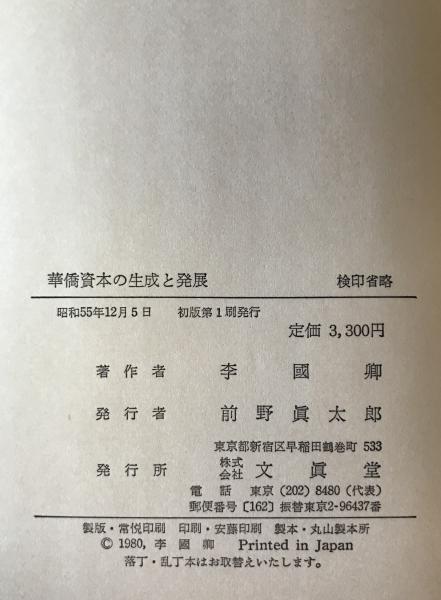 華僑資本の生成と発展 検印省略
昭和55年12月5日 初版第1刷発行
定価 3,300円
著作者 李國卿
発行者 前野眞太郎
東京都新宿区早稲田鶴巻町 533
発行所 株式会社 文眞堂
電話 東京 (202) 8480 (代表)
郵便番号〔162〕振替東京2-96437番
製版・常悦印刷 印刷・安藤印刷 製本・丸山製本所
© 1980, 李國卿 Printed in Japan
落丁・乱丁本はお取替えいたします。